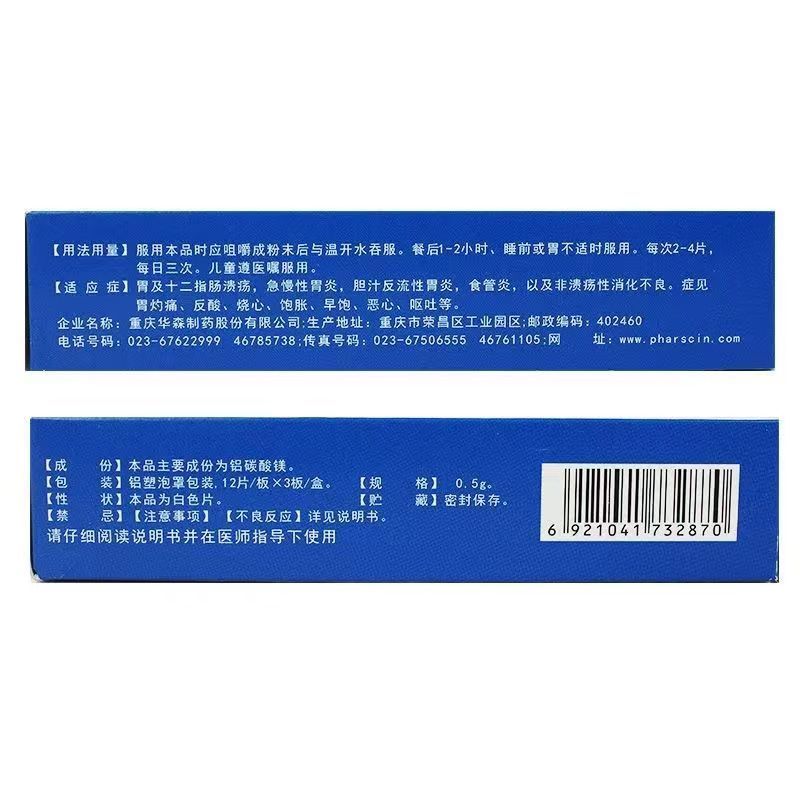 【用法用量】服用本品时应咀嚼成粉末后与温开水吞服。餐后1-2小时、睡前或胃不适时服用。每次2-4片，
每日三次。儿童遵医嘱服用。
【适 应 症】胃及十二指肠溃疡，急慢性胃炎，胆汁反流性胃炎，食管炎，以及非溃疡性消化不良。症见
胃灼痛、反酸、烧心、饱胀、早饱、恶心、呕吐等。
企业名称：重庆华森制药股份有限公司；生产地址：重庆市荣昌区工业园区；邮政编码：402460
电话号码：023-67622999 46785738；传真号码：023-67506555 46761105；网 址：www.pharscin.com
【成 份】本品主要成份为铝碳酸镁。
【包 装】铝塑泡罩包装，12片/板×3板/盒。【规 格】0.5g。
【性 状】本品为白色片。【贮 藏】密封保存。
【禁 忌】【注意事项】【不良反应】详见说明书。
请仔细阅读说明书并在医师指导下使用
6 921041 732870